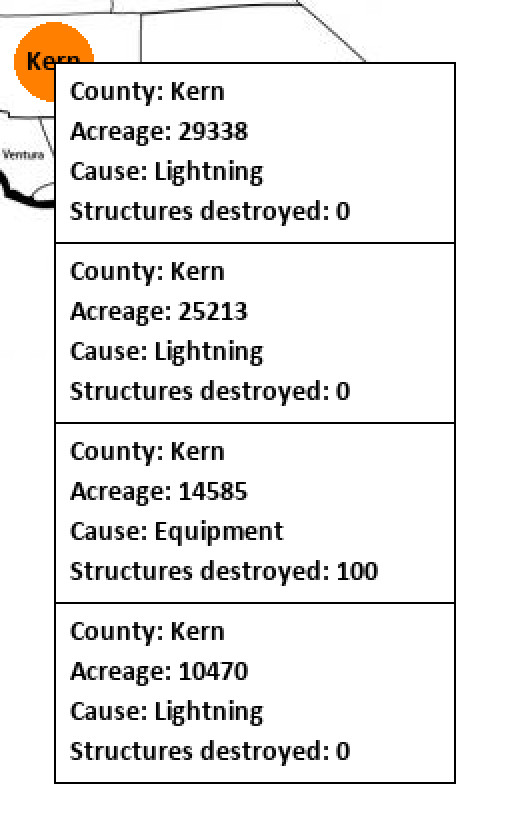 Kern
Ventura
County: Kern
Acreage: 29338
Cause: Lightning
Structures destroyed: 0
County: Kern
Acreage: 25213
Cause: Lightning
Structures destroyed: 0
County: Kern
Acreage: 14585
Cause: Equipment
Structures destroyed: 100
County: Kern
Acreage: 10470
Cause: Lightning
Structures destroyed: 0